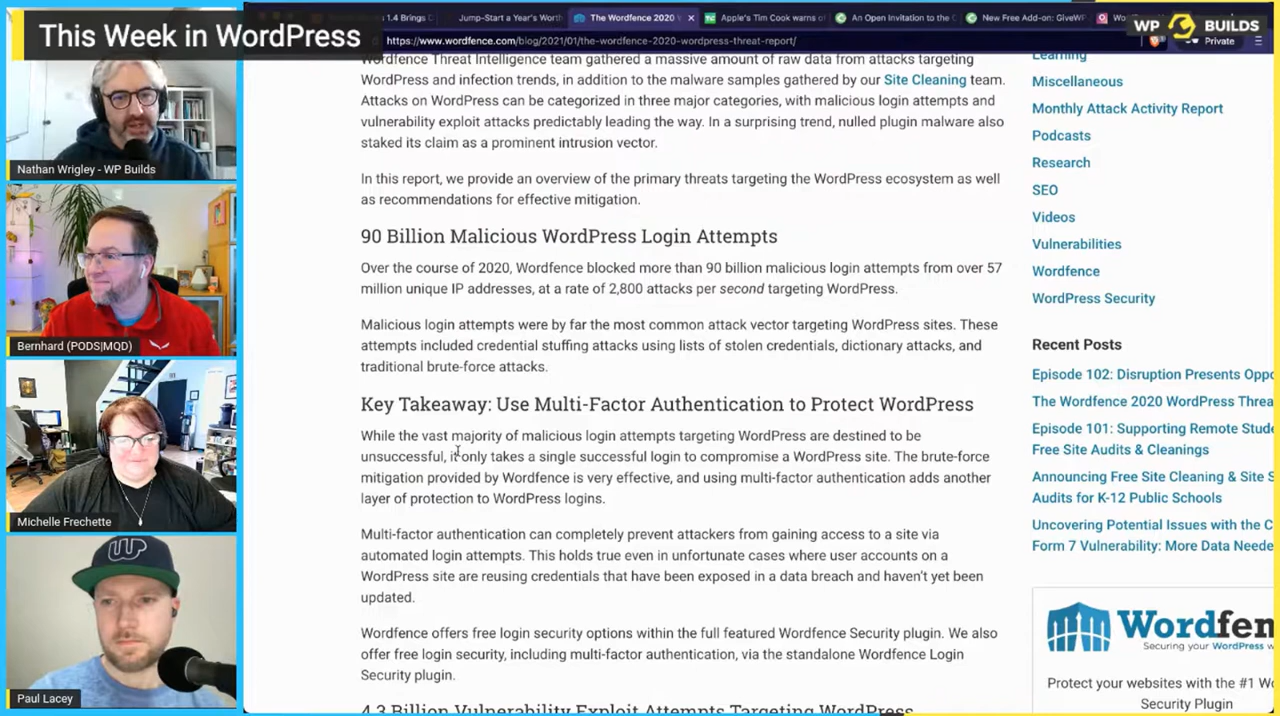 This Week in WordPress
1.4 Brings
Jump-Start a Year's Worth
The Wordfence 2020
Apple's Tim Cook warns of
An Open Invitation to the
New Free Add-on: GiveWP
WP BUILDS
https://www.wordfence.com/blog/2021/01/the-wordfence-2020-wordpress-threat-report/
Private
Wordfence Threat Intelligence team gathered a massive amount of raw data from attacks targeting
WordPress and infection trends, in addition to the malware samples gathered by our Site Cleaning team.
Attacks on WordPress can be categorized in three major categories, with malicious login attempts and
vulnerability exploit attacks predictably leading the way. In a surprising trend, nulled plugin malware also
staked its claim as a prominent intrusion vector.
In this report, we provide an overview of the primary threats targeting the WordPress ecosystem as well
as recommendations for effective mitigation.
90 Billion Malicious WordPress Login Attempts
Over the course of 2020, Wordfence blocked more than 90 billion malicious login attempts from over 57
million unique IP addresses, at a rate of 2,800 attacks per second targeting WordPress.
Malicious login attempts were by far the most common attack vector targeting WordPress sites. These
attempts included credential stuffing attacks using lists of stolen credentials, dictionary attacks, and
traditional brute-force attacks.
Key Takeaway: Use Multi-Factor Authentication to Protect WordPress
While the vast majority of malicious login attempts targeting WordPress are destined to be
unsuccessful, it only takes a single successful login to compromise a WordPress site. The brute-force
mitigation provided by Wordfence is very effective, and using multi-factor authentication adds another
layer of protection to WordPress logins.
Multi-factor authentication can completely prevent attackers from gaining access to a site via
automated login attempts. This holds true even in unfortunate cases where user accounts on a
WordPress site are reusing credentials that have been exposed in a data breach and haven't yet been
updated.
Wordfence offers free login security options within the full featured Wordfence Security plugin. We also
offer free login security, including multi-factor authentication, via the standalone Wordfence Login
Security plugin.
4.3 Billion Vulnerability Exploit Attempts Targeting WordPress
Learning
Miscellaneous
Monthly Attack Activity Report
Podcasts
Research
SEO
Videos
Vulnerabilities
Wordfence
WordPress Security
Recent Posts
Episode 102: Disruption Presents Oppo
The Wordfence 2020 WordPress Threa
Episode 101: Supporting Remote Stude
Free Site Audits & Cleanings
Announcing Free Site Cleaning & Site S
Audits for K-12 Public Schools
Uncovering Potential Issues with the C
Form 7 Vulnerability: More Data Neede
Wordfen
Securing your WordPress
Protect your websites with the #1 Wo
Security Plugin
Nathan Wrigley - WP Builds
Bernhard (PODS|MQD)
Michelle Frechette
Paul Lacey